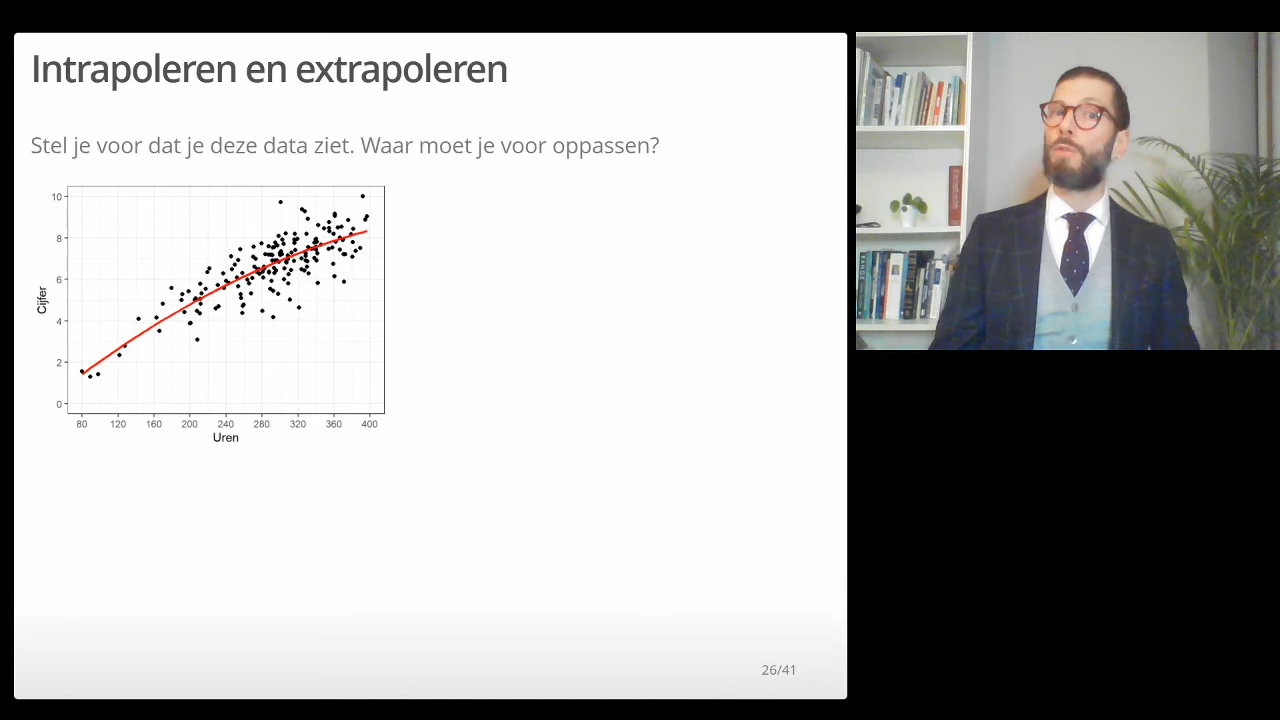 Intrapoleren en extrapoleren
Stel je voor dat je deze data ziet. Waar moet je voor oppassen?
10
8
6
4
2
0
Cijfer
80 120 160 200 240 280 320 360 400
Uren
26/41